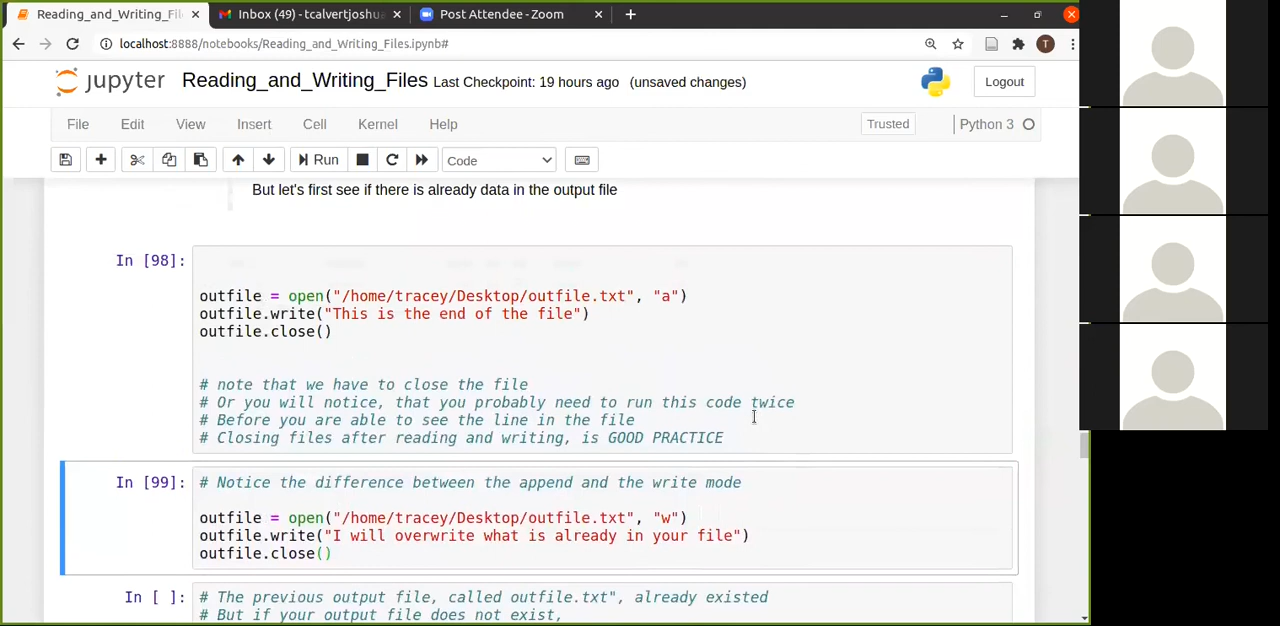 Reading_and_Writing_Fil
Inbox (49) - tcalvertjoshua
Post Attendee - Zoom
localhost:8888/notebooks/Reading_and_Writing_Files.ipynb#
T
jupyter Reading_and_Writing_Files Last Checkpoint: 19 hours ago (unsaved changes)
Logout
File Edit View Insert Cell Kernel Help
Trusted
Python 3
Run
Code
But let's first see if there is already data in the output file
In [98]:
outfile = open("/home/tracey/Desktop/outfile.txt", "a")
outfile.write("This is the end of the file")
outfile.close()
# note that we have to close the file
# Or you will notice, that you probably need to run this code twice
# Before you are able to see the line in the file
# Closing files after reading and writing, is GOOD PRACTICE
In [99]: # Notice the difference between the append and the write mode
outfile = open("/home/tracey/Desktop/outfile.txt", "w")
outfile.write("I will overwrite what is already in your file")
outfile.close()
In [ ]: # The previous output file, called outfile.txt", already existed
# But if your output file does not exist,